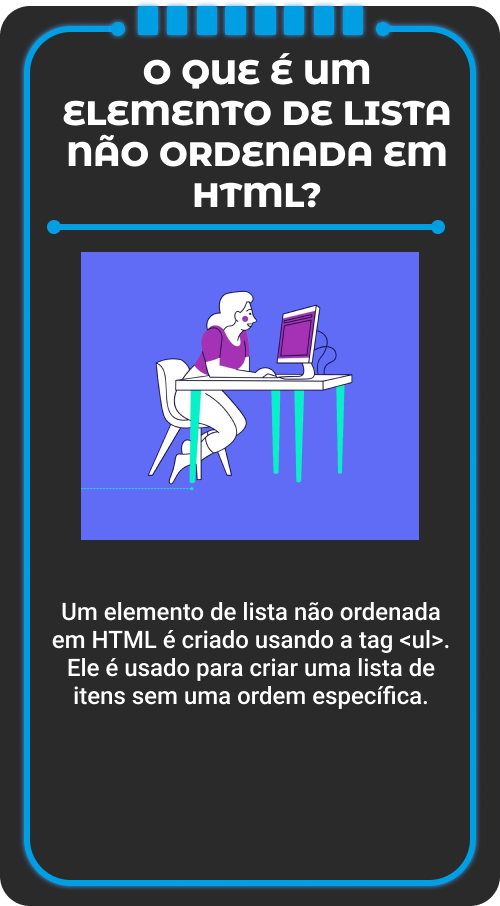 O QUE É UM
ELEMENTO DE LISTA
NÃO ORDENADA EM
HTML?
Um elemento de lista não ordenada
em HTML é criado usando a tag <ul>.
Ele é usado para criar uma lista de
itens sem uma ordem específica.